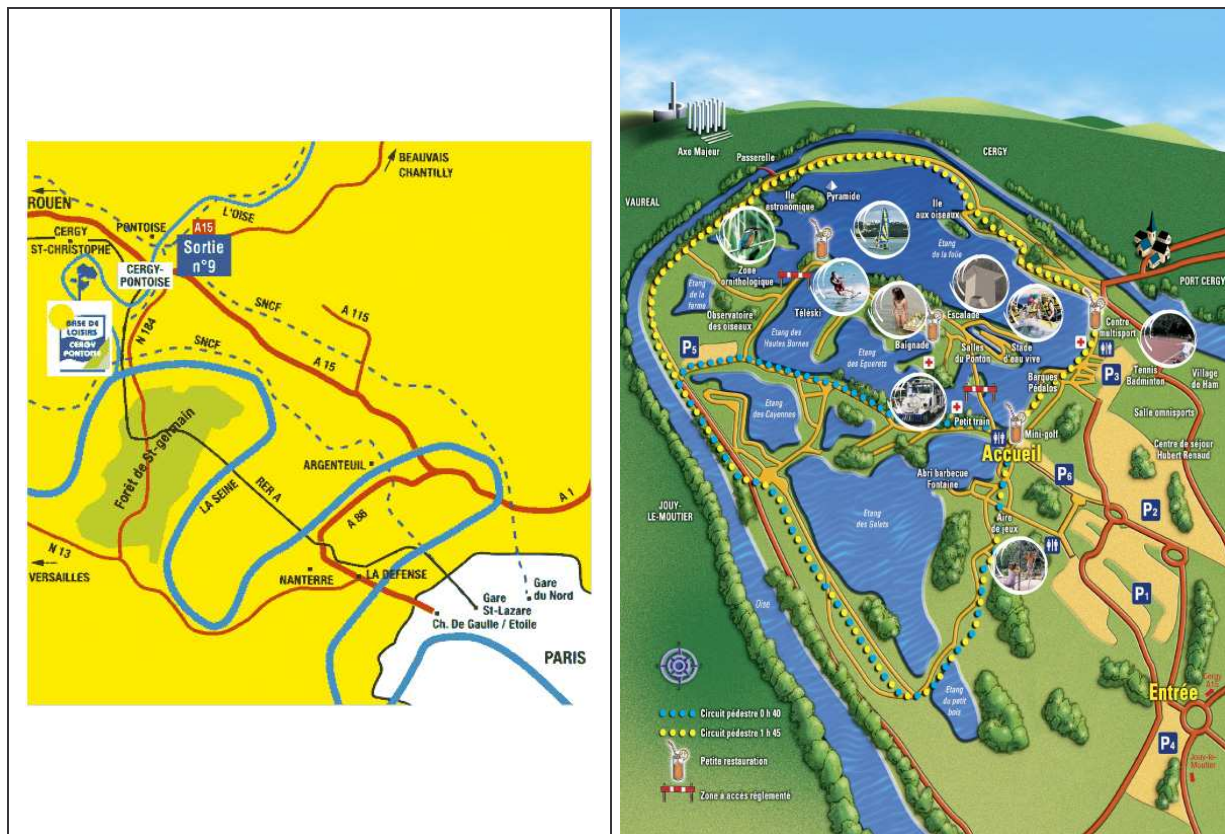 BEAUVAIS
CHANTILLY
ROUEN
L'OISE
PONTOISE
A15
Sortie
n°9
CERGY
ST-CHRISTOPHE
CERGY-
PONTOISE
BASE DE
LOISIRS
CERGY
PONTOISE
SNCF
A 115
N 184
SNCF
A 15
Forêt de St-germain
ARGENTEUIL
LA SEINE
RER A
A 86
A 1
N 13
VERSAILLES
NANTERRE
LA DEFENSE
Gare
du Nord
Gare
St-Lazare
Ch. De Gaulle / Etoile
PARIS
Axe Majeur
Passerelle
CERGY
VAUREAL
Ile
astronomique
Pyramide
Ile
aux oiseaux
Etang
de la folie
Zone
ornithologique
PORT CERGY
Etang
de la
ferme
Observatoire
des oiseaux
Téléski
Escalade
Etang des
Hautes Bornes
Baignade
Centre
multisport
P5
Etang
des Eguerets
Salles
du Ponton
Stade
d'eau vive
Barques
Pédalos
P3
Tennis
Badminton
Village
de Ham
Etang
des Cayennes
Petit train
Mini-golf
Salle omnisports
Accueil
Centre de séjour
Hubert Renaud
Abri barbecue
Fontaine
P6
JOUY-
LE-MOUTIER
Etang
des Galets
Aire
de jeux
P2
Oise
P1
Etang
du petit
bois
Entrée
Cergy
A15
Circuit pédestre 0 h 40
Circuit pédestre 1 h 45
P4
Petite restauration
Jouy-le-
Moutier
Zone à accès réglementé